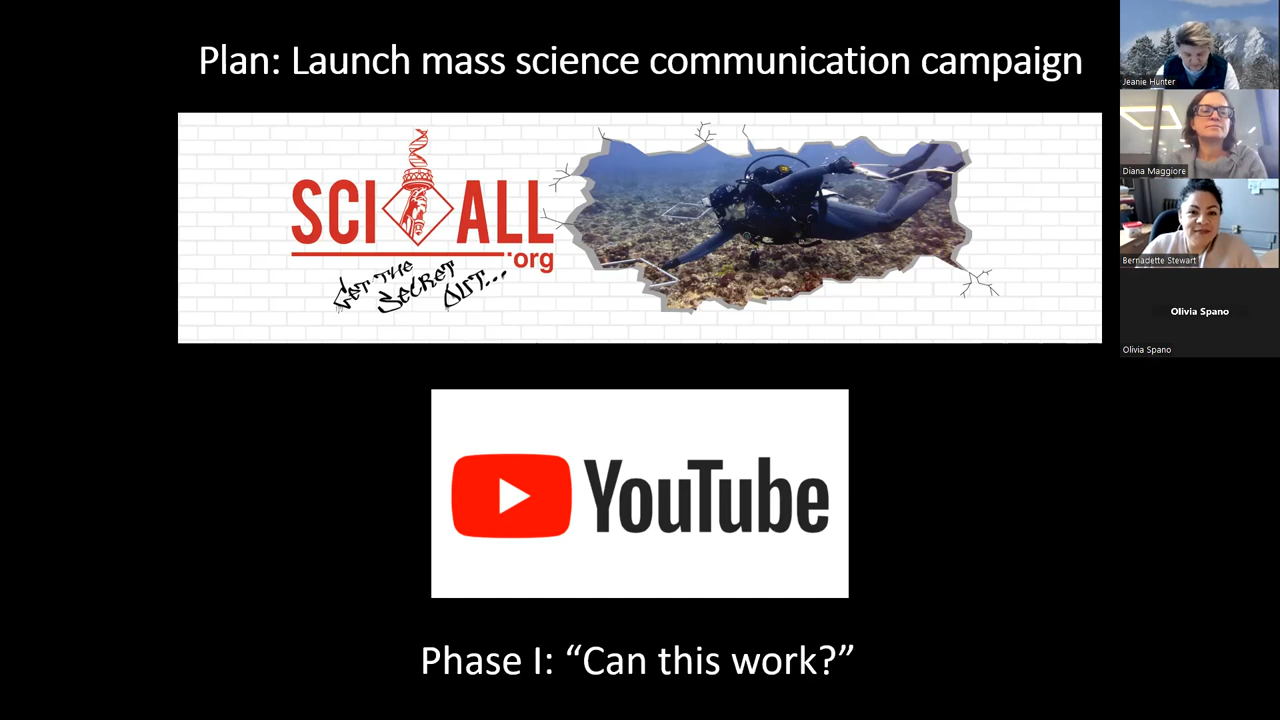 Plan: Launch mass science communication campaign
SCI ALL
.org
GET THE
SECRET
OUT...
YouTube
Phase I: “Can this work?”
Jeanie Hunter
Diana Maggiore
Bernadette Stewart
Olivia Spano
Olivia Spano